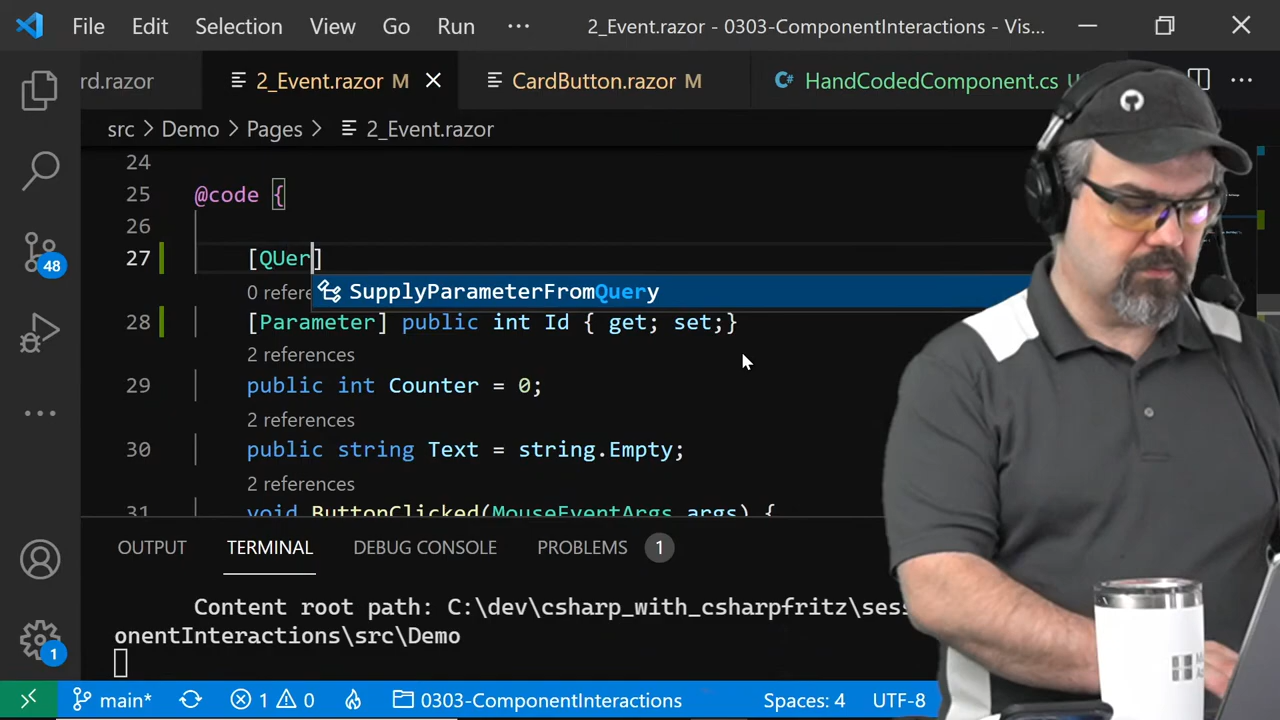 File Edit Selection View Go Run ··· 2_Event.razor - 0303-ComponentInteractions - Vis...
rd.razor 2_Event.razor M CardButton.razor M HandCodedComponent.cs
src > Demo > Pages > 2_Event.razor
24
25 @code {
26
27 [QUer]
SupplyParameterFromQuery
0 refere
28 [Parameter] public int Id { get; set;}
2 references
29 public int Counter = 0;
2 references
30 public string Text = string.Empty;
2 references
31 void ButtonClicked(MouseEventArgs args) {
48
OUTPUT TERMINAL DEBUG CONSOLE PROBLEMS 1
Content root path: C:\dev\csharp_with_csharpfritz\sess
onentInteractions\src\Demo
1
main* 1 0 0303-ComponentInteractions Spaces: 4 UTF-8